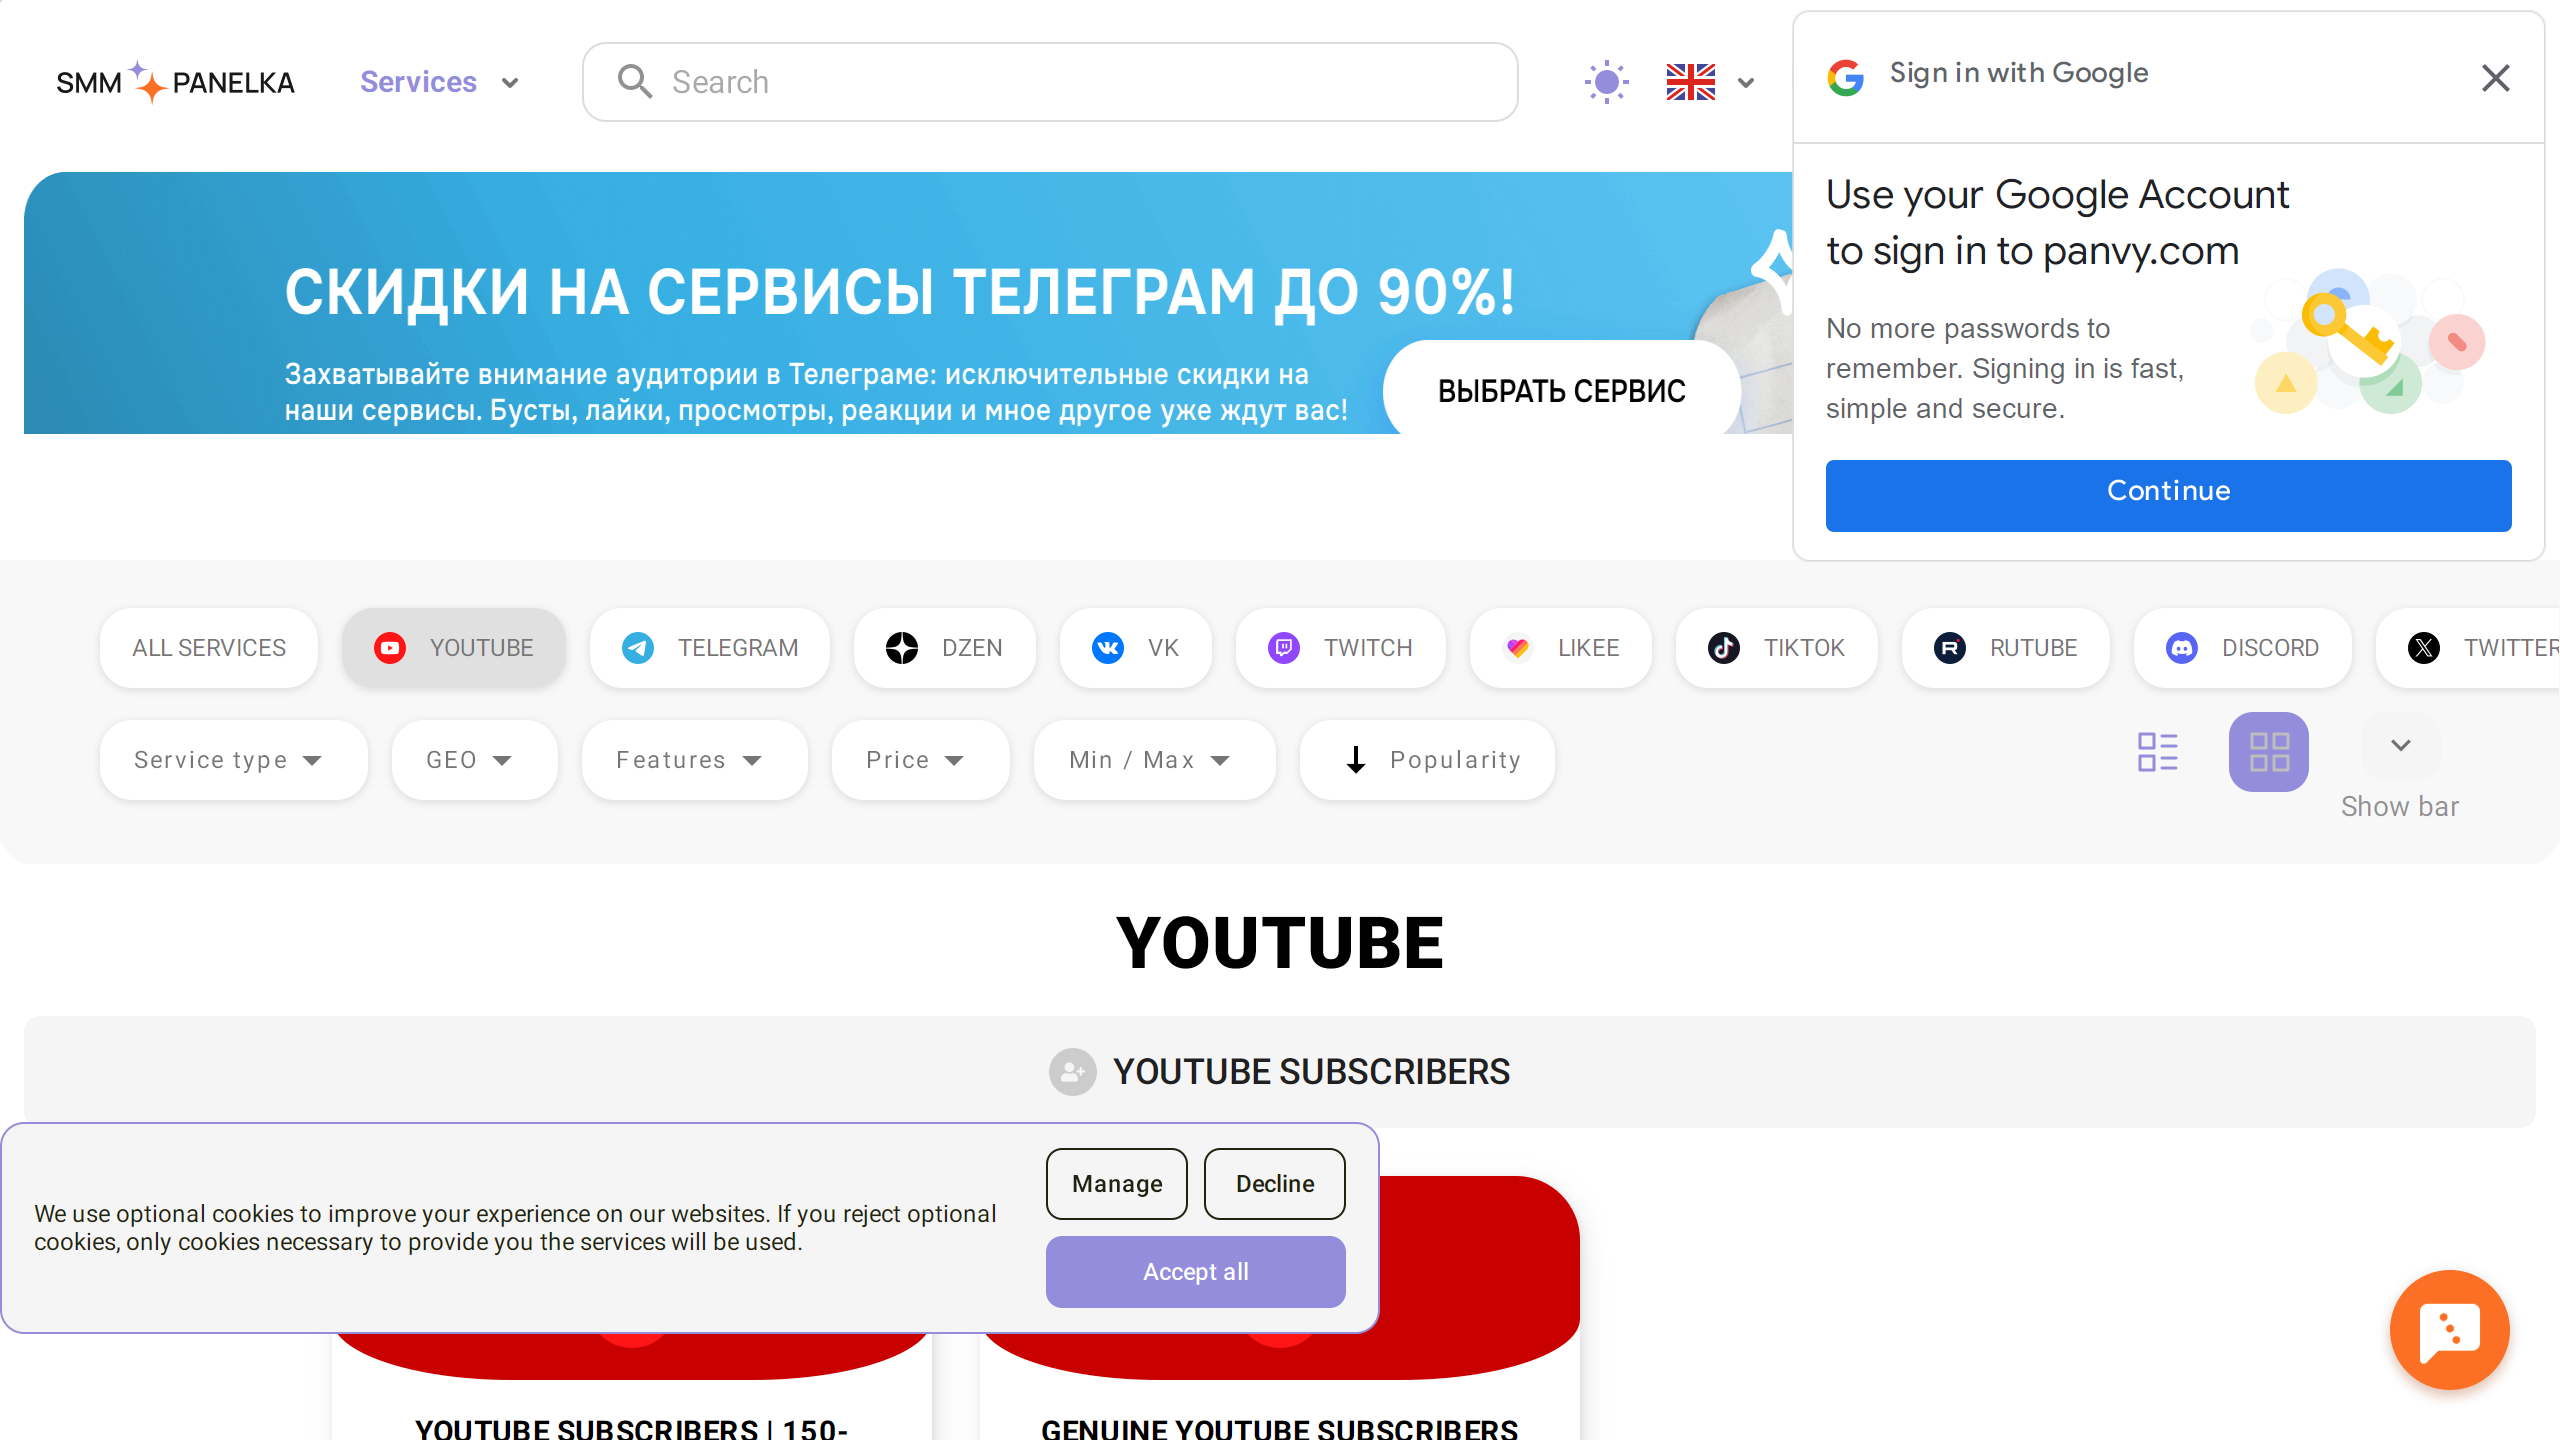 SMM PANELKA
Services
Search
Sign in with Google
Use your Google Account
to sign in to panvy.com
No more passwords to
remember. Signing in is fast,
simple and secure.
Continue
СКИДКИ НА СЕРВИСЫ ТЕЛЕГРАМ ДО 90%!
Захватывайте внимание аудитории в Телеграме: исключительные скидки на
наши сервисы. Бусты, лайки, просмотры, реакции и мное другое уже ждут вас!
ВЫБРАТЬ СЕРВИС
ALL SERVICES
YOUTUBE
TELEGRAM
DZEN
VK
TWITCH
LIKEE
TIKTOK
RUTUBE
DISCORD
TWITTER
Service type
GEO
Features
Price
Min / Max
Popularity
Show bar
YOUTUBE
YOUTUBE SUBSCRIBERS
We use optional cookies to improve your experience on our websites. If you reject optional
cookies, only cookies necessary to provide you the services will be used.
Manage
Decline
Accept all
YOUTUBE SUBSCRIBERS | 150-
GENUINE YOUTUBE SUBSCRIBERS